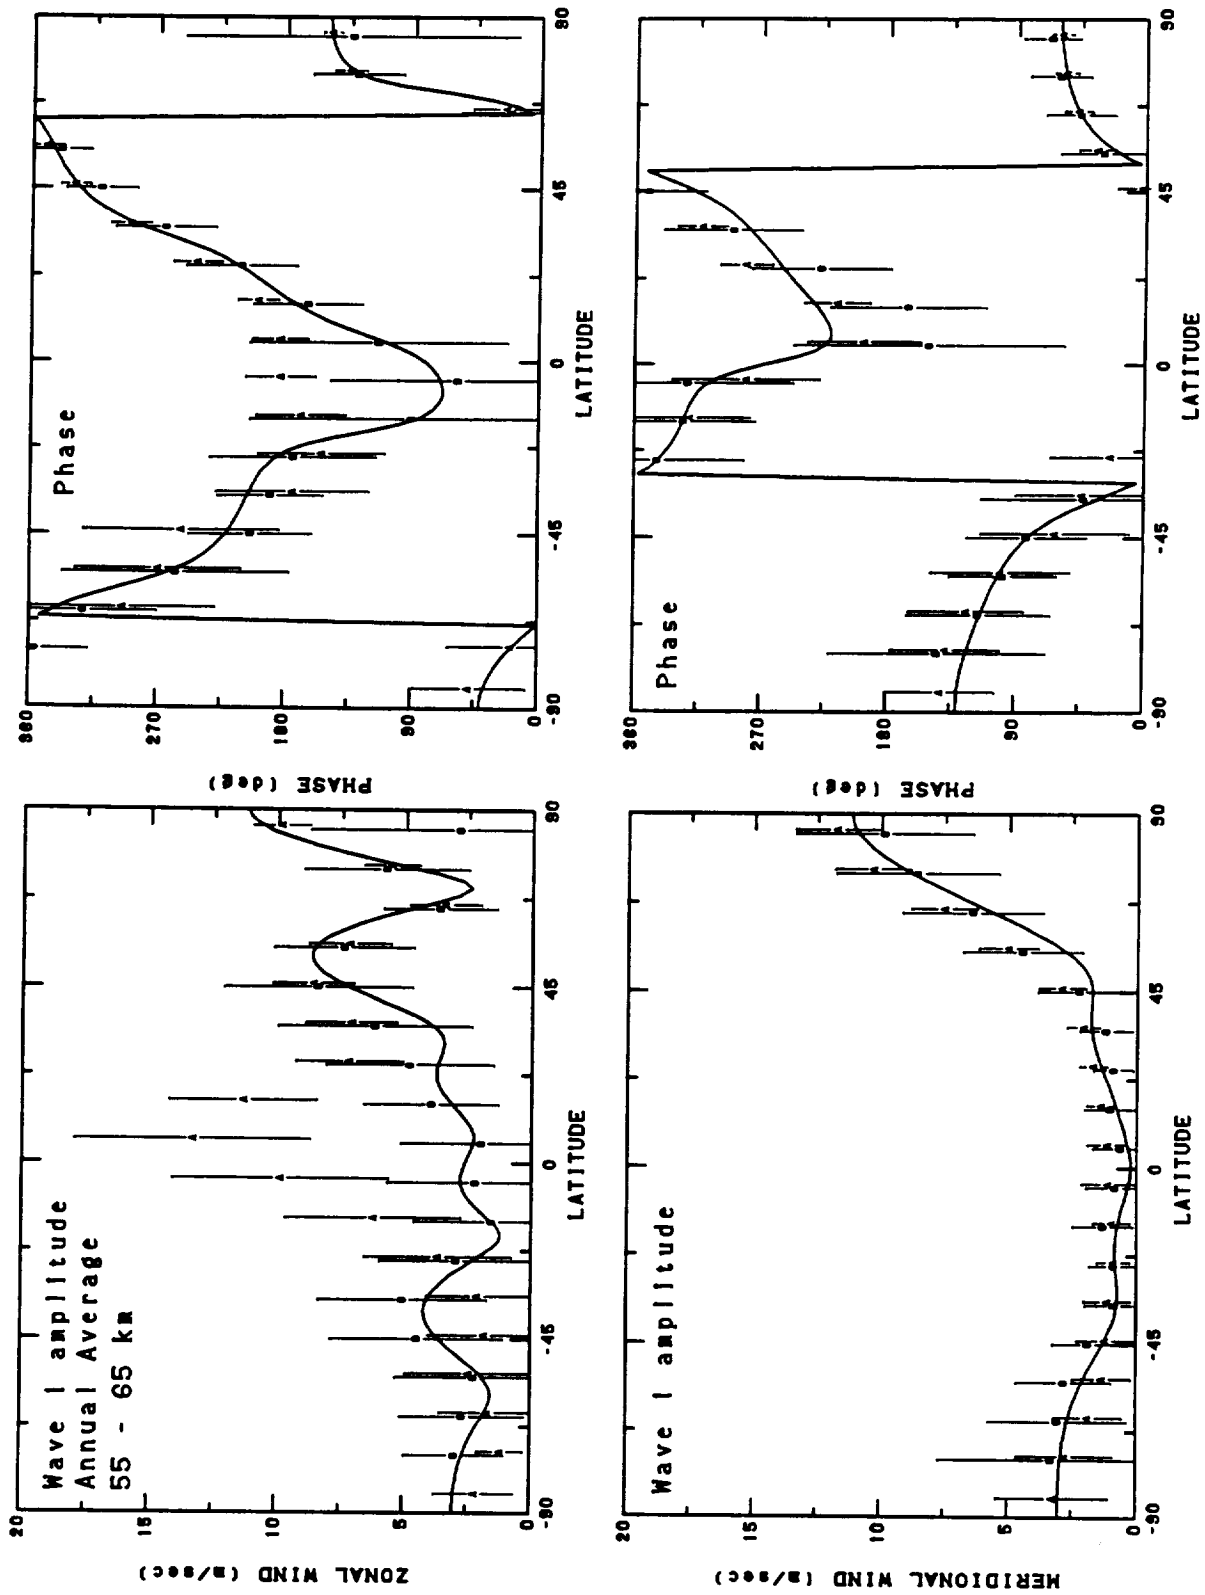 Wave 1 amplitude
Annual Average
55 - 65 km
ZONAL WIND (m/sec)
20
15
10
5
0
-90
-45
0
45
90
LATITUDE
Phase
PHASE (deg)
360
270
180
90
0
-90
-45
0
45
90
LATITUDE
Wave 1 amplitude
MERIDIONAL WIND (m/sec)
20
15
10
5
0
-90
-45
0
45
90
LATITUDE
Phase
PHASE (deg)
360
270
180
90
0
-90
-45
0
45
90
LATITUDE